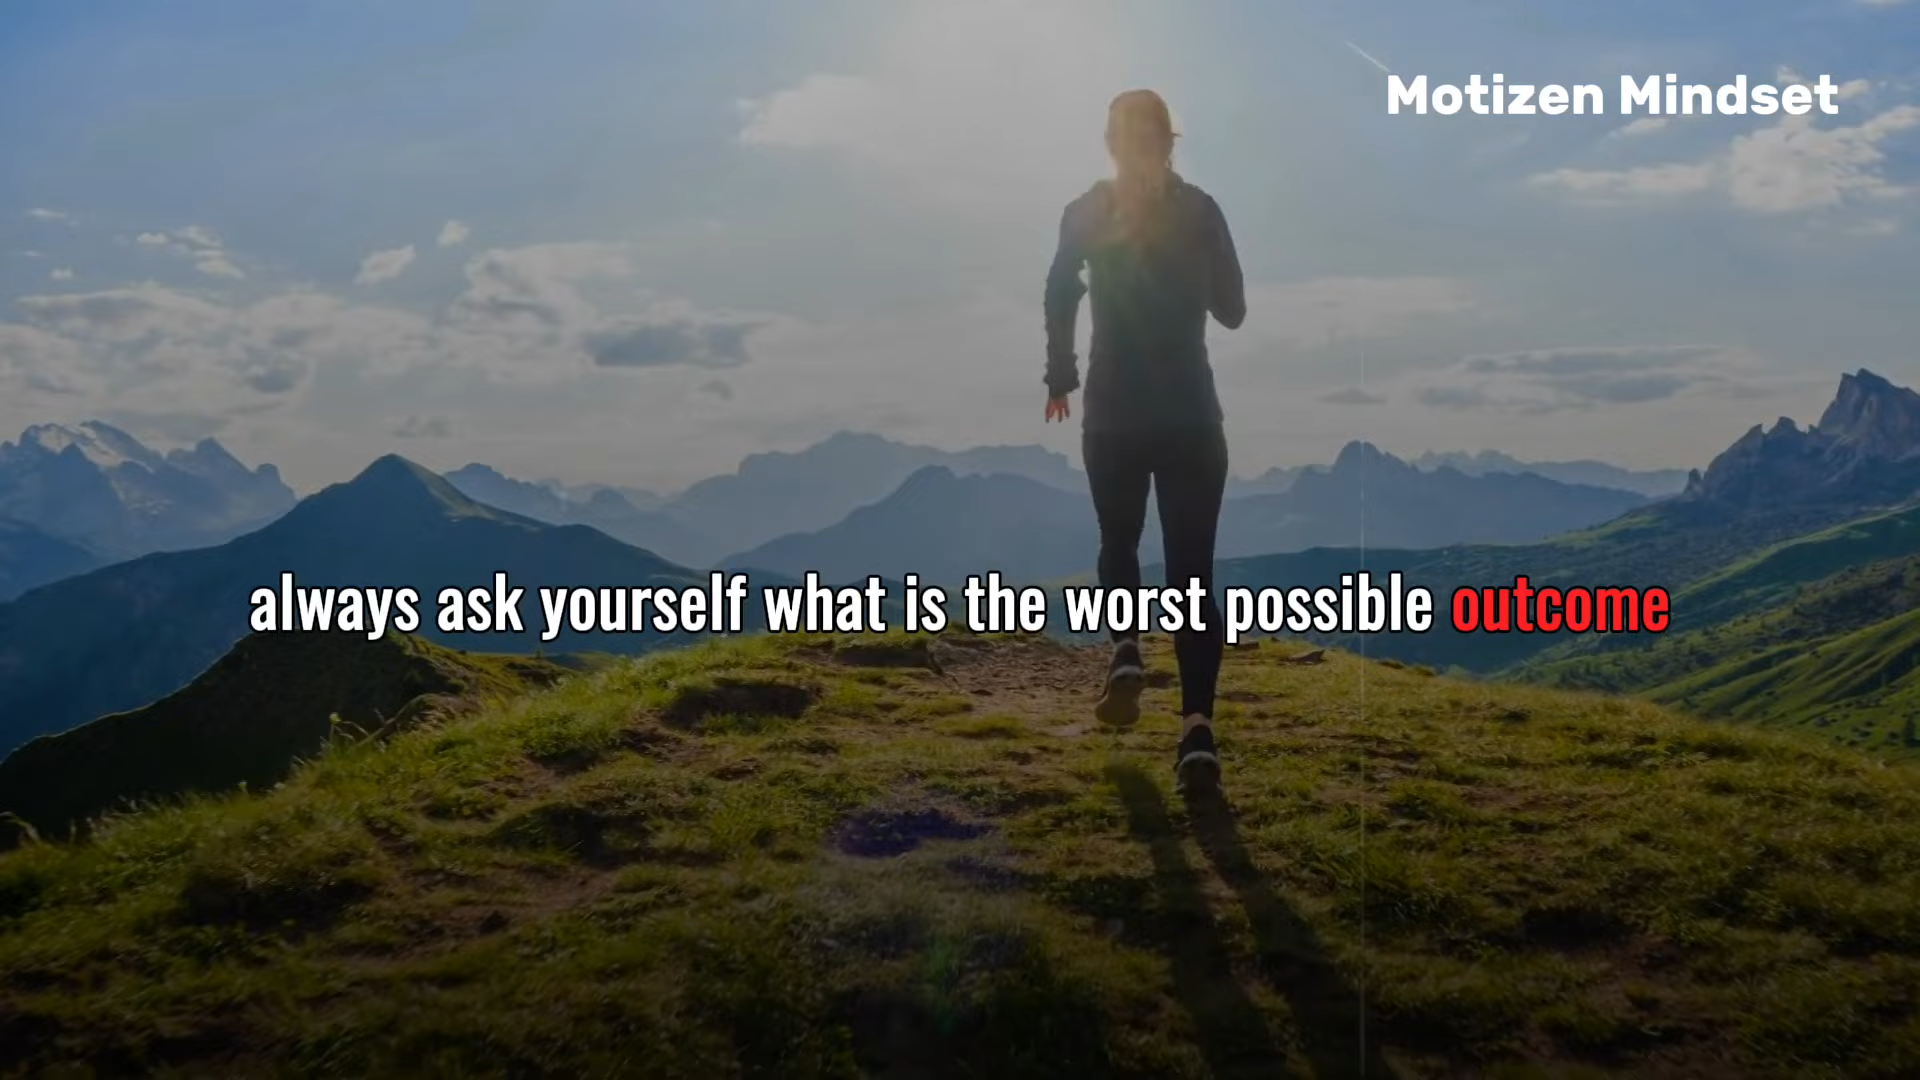 Motizen Mindset
always ask yourself what is the worst possible outcome